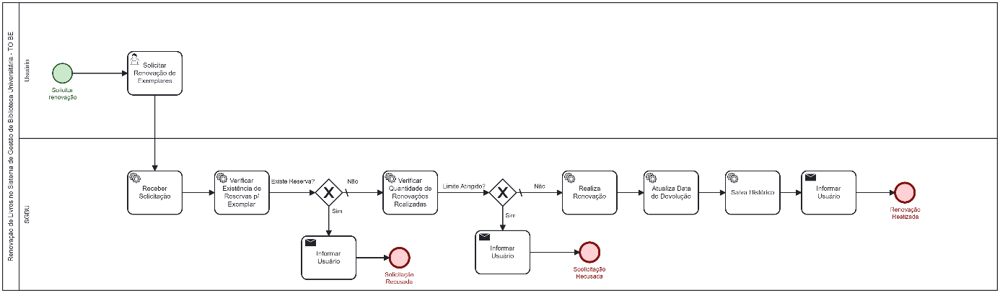 Renovação de Livros no Sistema de Gestão de Biblioteca Universitária - TO BE
Usuário
Solicitar
renovação
Solicitar
Renovação de
Exemplares
SGBU
Receber
Solicitação
Verificar
Existência de
Reservas p/
Exemplar
Existe Reserva?
Não
Sim
Informar
Usuário
Solicitação
Recusada
Verificar
Quantidade de
Renovações
Realizadas
Limite Atingido?
Não
Sim
Informar
Usuário
Soolicitação
Recusada
Realiza
Renovação
Atualiza Data
de Devolução
Salva Histórico
Informar
Usuário
Renovação
Realizada